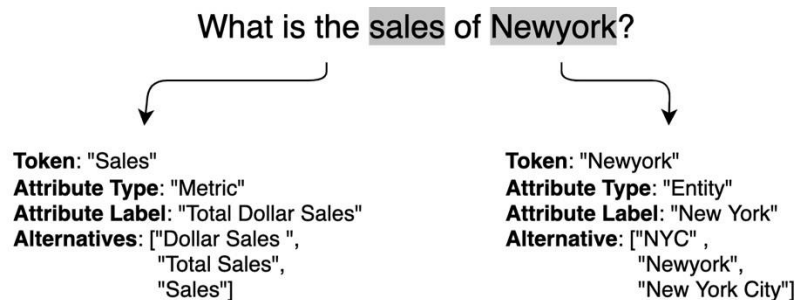 What is the sales of Newyork?
Token: "Sales"
Attribute Type: "Metric"
Attribute Label: "Total Dollar Sales"
Alternatives: ["Dollar Sales ",
"Total Sales",
"Sales"]
Token: "Newyork"
Attribute Type: "Entity"
Attribute Label: "New York"
Alternative: ["NYC" ,
"Newyork",
"New York City"]